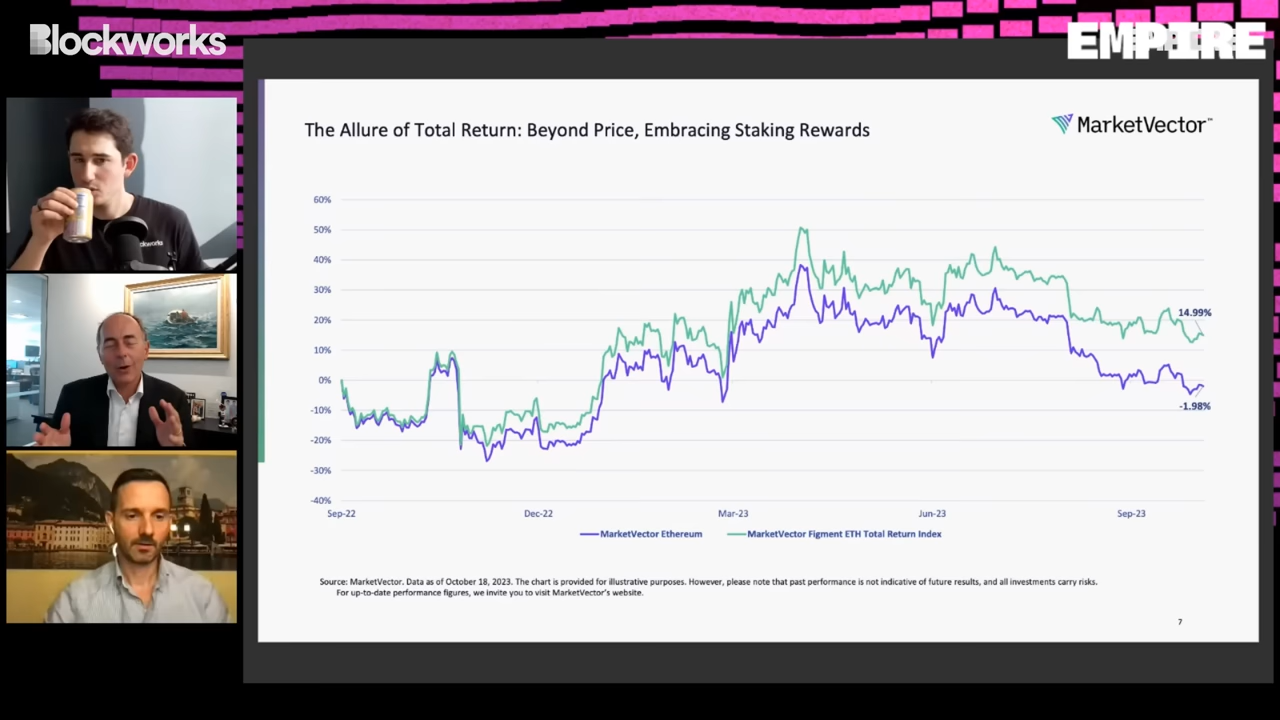 Blockworks
EMPIRE
The Allure of Total Return: Beyond Price, Embracing Staking Rewards
MarketVector™
60%
50%
40%
30%
20%
10%
0%
-10%
-20%
-30%
-40%
14.99%
-1.98%
Sep-22 Dec-22 Mar-23 Jun-23 Sep-23
MarketVector Ethereum MarketVector Figment ETH Total Return Index
Source: MarketVector. Data as of October 18, 2023. The chart is provided for illustrative purposes. However, please note that past performance is not indicative of future results, and all investments carry risks.
For up-to-date performance figures, we invite you to visit MarketVector's website.
7